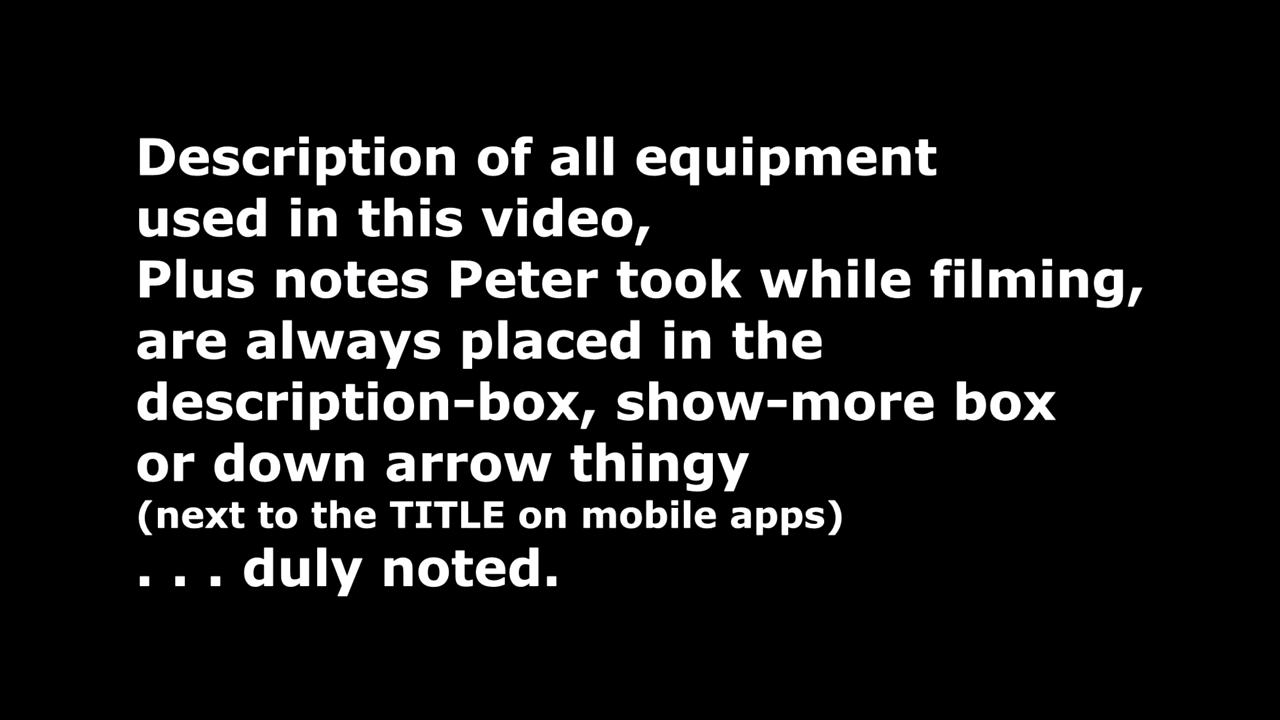 Description of all equipment
used in this video,
Plus notes Peter took while filming,
are always placed in the
description-box, show-more box
or down arrow thingy
(next to the TITLE on mobile apps)
. . . duly noted.